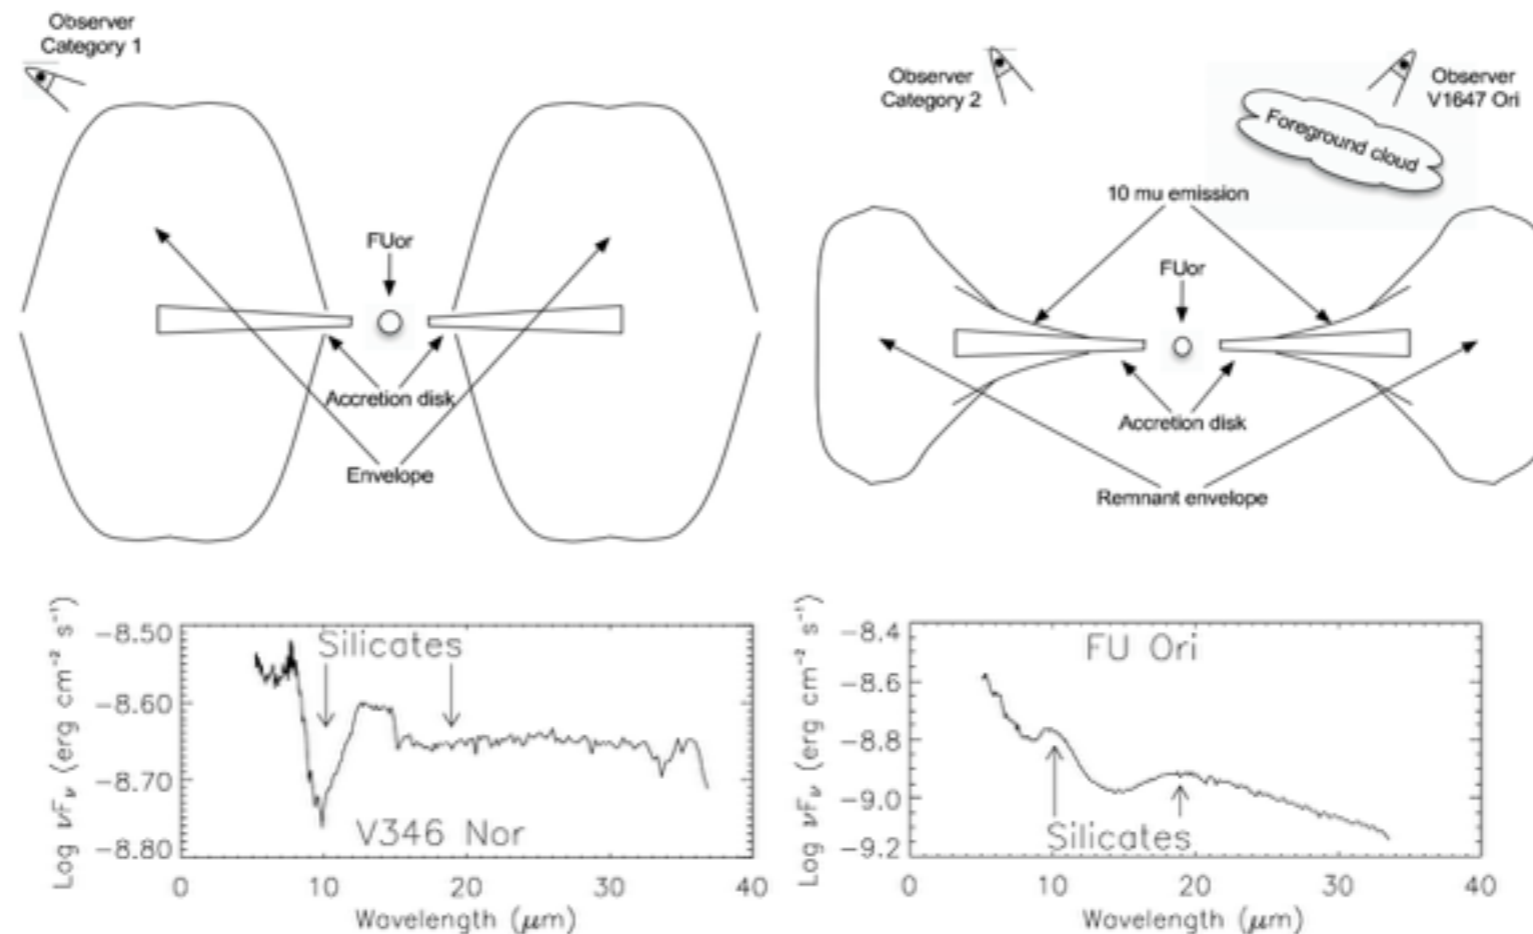 Observer
Category 1
FUor
Accretion disk
Envelope
Observer
Category 2
Observer
V1647 Ori
Foreground cloud
10 mu emission
FUor
Accretion disk
Remnant envelope
Log νFν (erg cm⁻² s⁻¹)
-8.50
-8.60
-8.70
-8.80
Silicates
V346 Nor
0 10 20 30 40
Wavelength (μm)
Log νFν (erg cm⁻² s⁻¹)
-8.4
-8.6
-8.8
-9.0
-9.2
FU Ori
Silicates
0 10 20 30 40
Wavelength (μm)